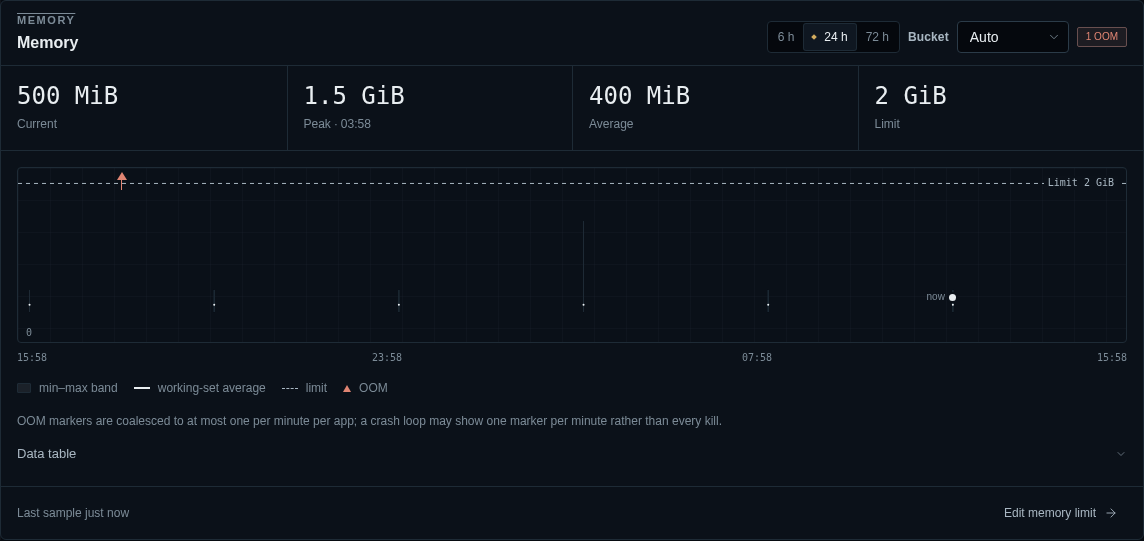 MEMORY
Memory
6 h
24 h
72 h
Bucket
Auto
1 OOM
500 MiB
Current
1.5 GiB
Peak · 03:58
400 MiB
Average
2 GiB
Limit
Limit 2 GiB
now
0
15:58
23:58
07:58
15:58
min–max band
working-set average
limit
OOM
OOM markers are coalesced to at most one per minute per app; a crash loop may show one marker per minute rather than every kill.
Data table
Last sample just now
Edit memory limit